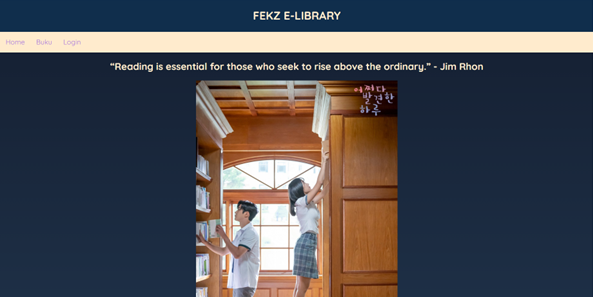 FEKZ E-LIBRARY
Home Buku Login
“Reading is essential for those who seek to rise above the ordinary.” - Jim Rhon
어쩌다
발견한
하루